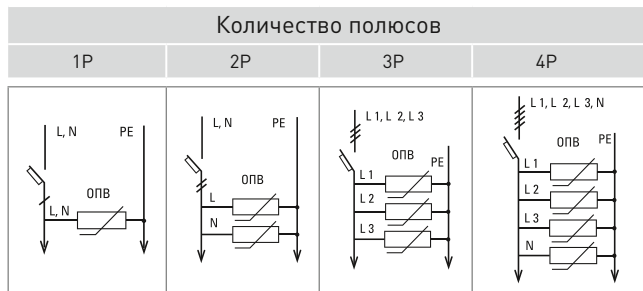 Количество полюсов
1P 2P 3P 4P
L, N PE
ОПВ
L, N
L, N PE
ОПВ
L
N
L 1, L 2, L 3
ОПВ
PE
L 1
L 2
L 3
L 1, L 2, L 3, N
PE
ОПВ
L 1
L 2
L 3
N